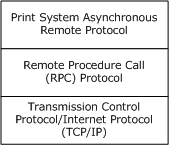 Print System Asynchronous
Remote Protocol
Remote Procedure Call
(RPC) Protocol
Transmission Control
Protocol/Internet Protocol
(TCP/IP)